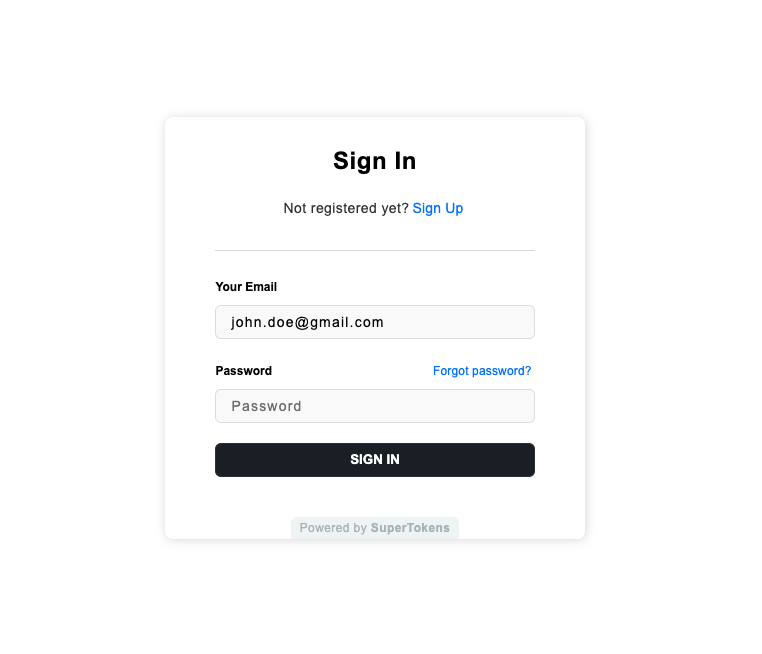 Sign In
Not registered yet? Sign Up
Your Email
john.doe@gmail.com
Password Forgot password?
Password
SIGN IN
Powered by SuperTokens